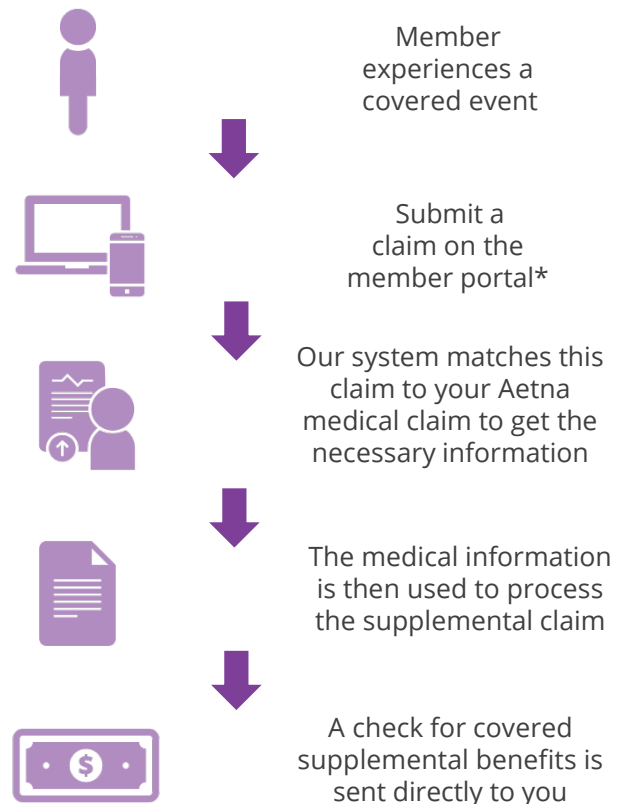 Member
experiences a
covered event
Submit a
claim on the
member portal*
Our system matches this
claim to your Aetna
medical claim to get the
necessary information
The medical information
is then used to process
the supplemental claim
$
A check for covered
supplemental benefits is
sent directly to you